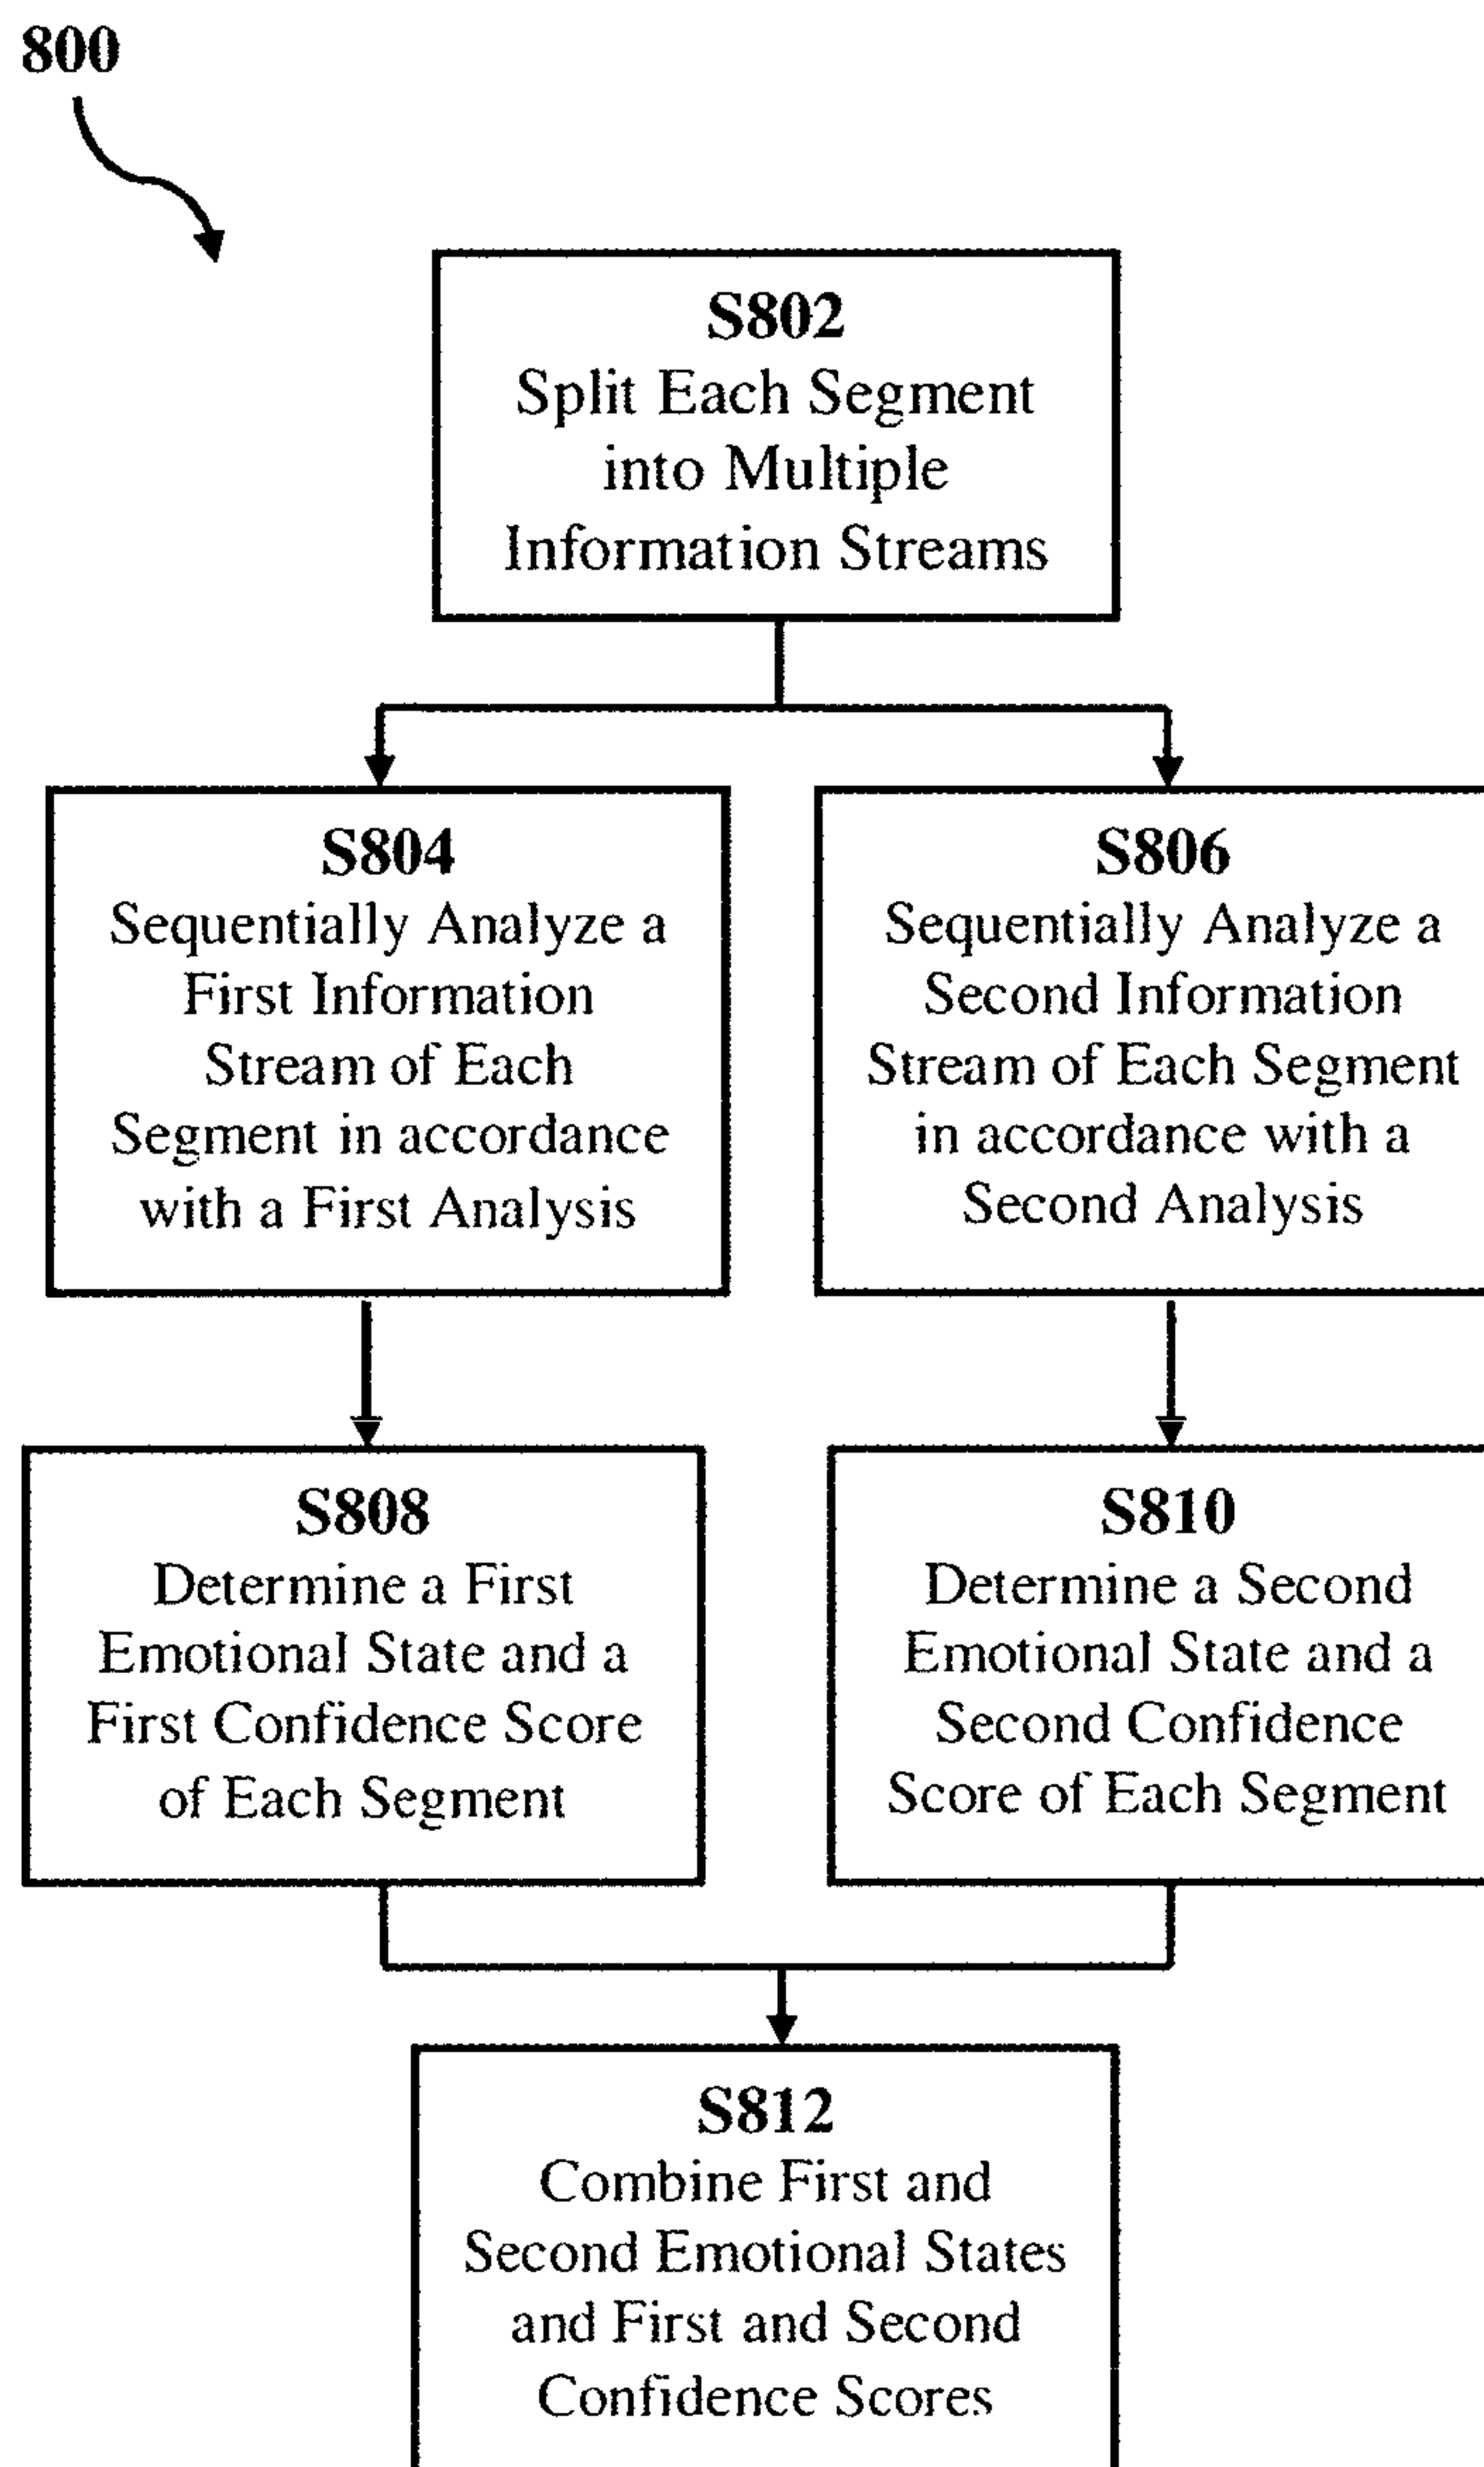 800
S802
Split Each Segment
into Multiple
Information Streams
S804
Sequentially Analyze a
First Information
Stream of Each
Segment in accordance
with a First Analysis
S806
Sequentially Analyze a
Second Information
Stream of Each Segment
in accordance with a
Second Analysis
S808
Determine a First
Emotional State and a
First Confidence Score
of Each Segment
S810
Determine a Second
Emotional State and a
Second Confidence
Score of Each Segment
S812
Combine First and
Second Emotional States
and First and Second
Confidence Scores